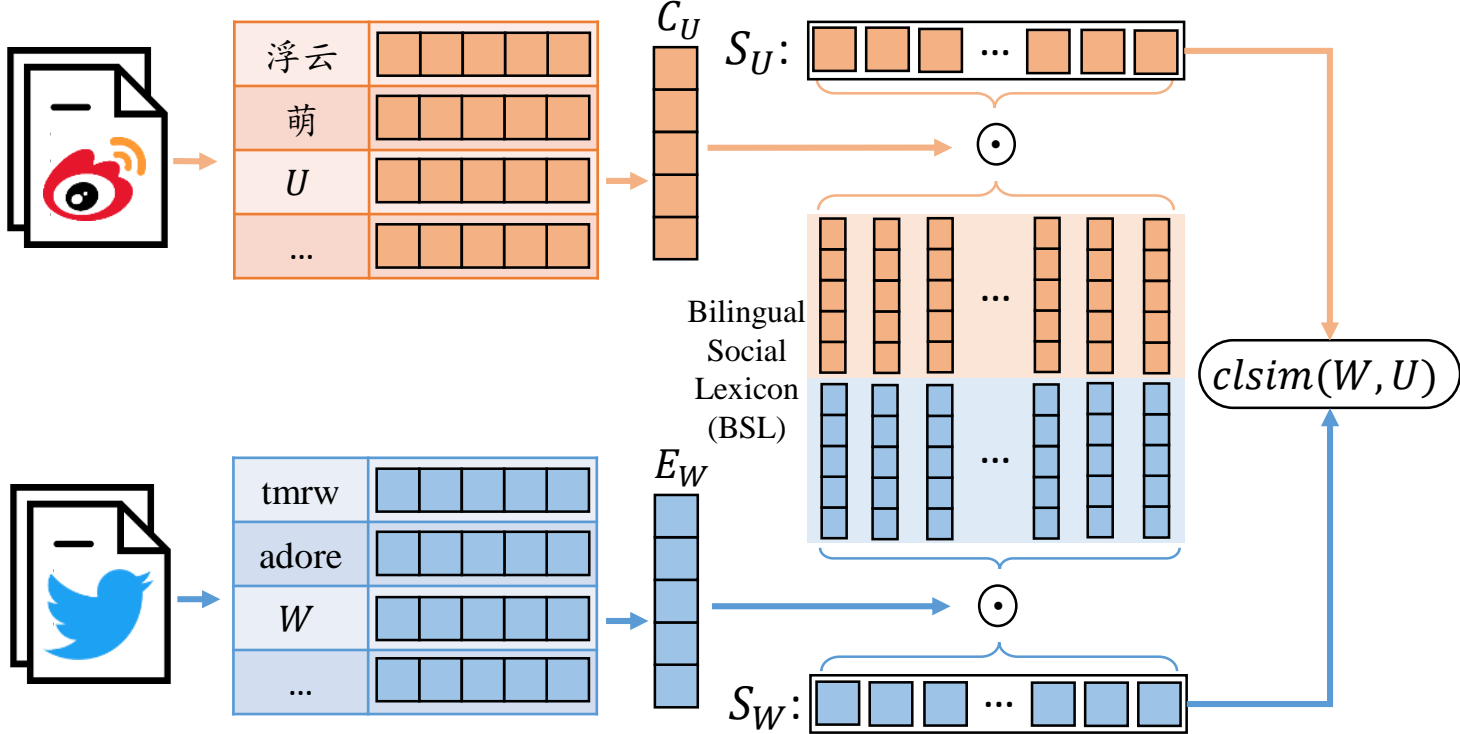 浮云
萌
U
...
C_U
S_U:
...
...
Bilingual
Social
Lexicon
(BSL)
...
clsim(W,U)
tmrw
adore
W
...
E_W
S_W:
...